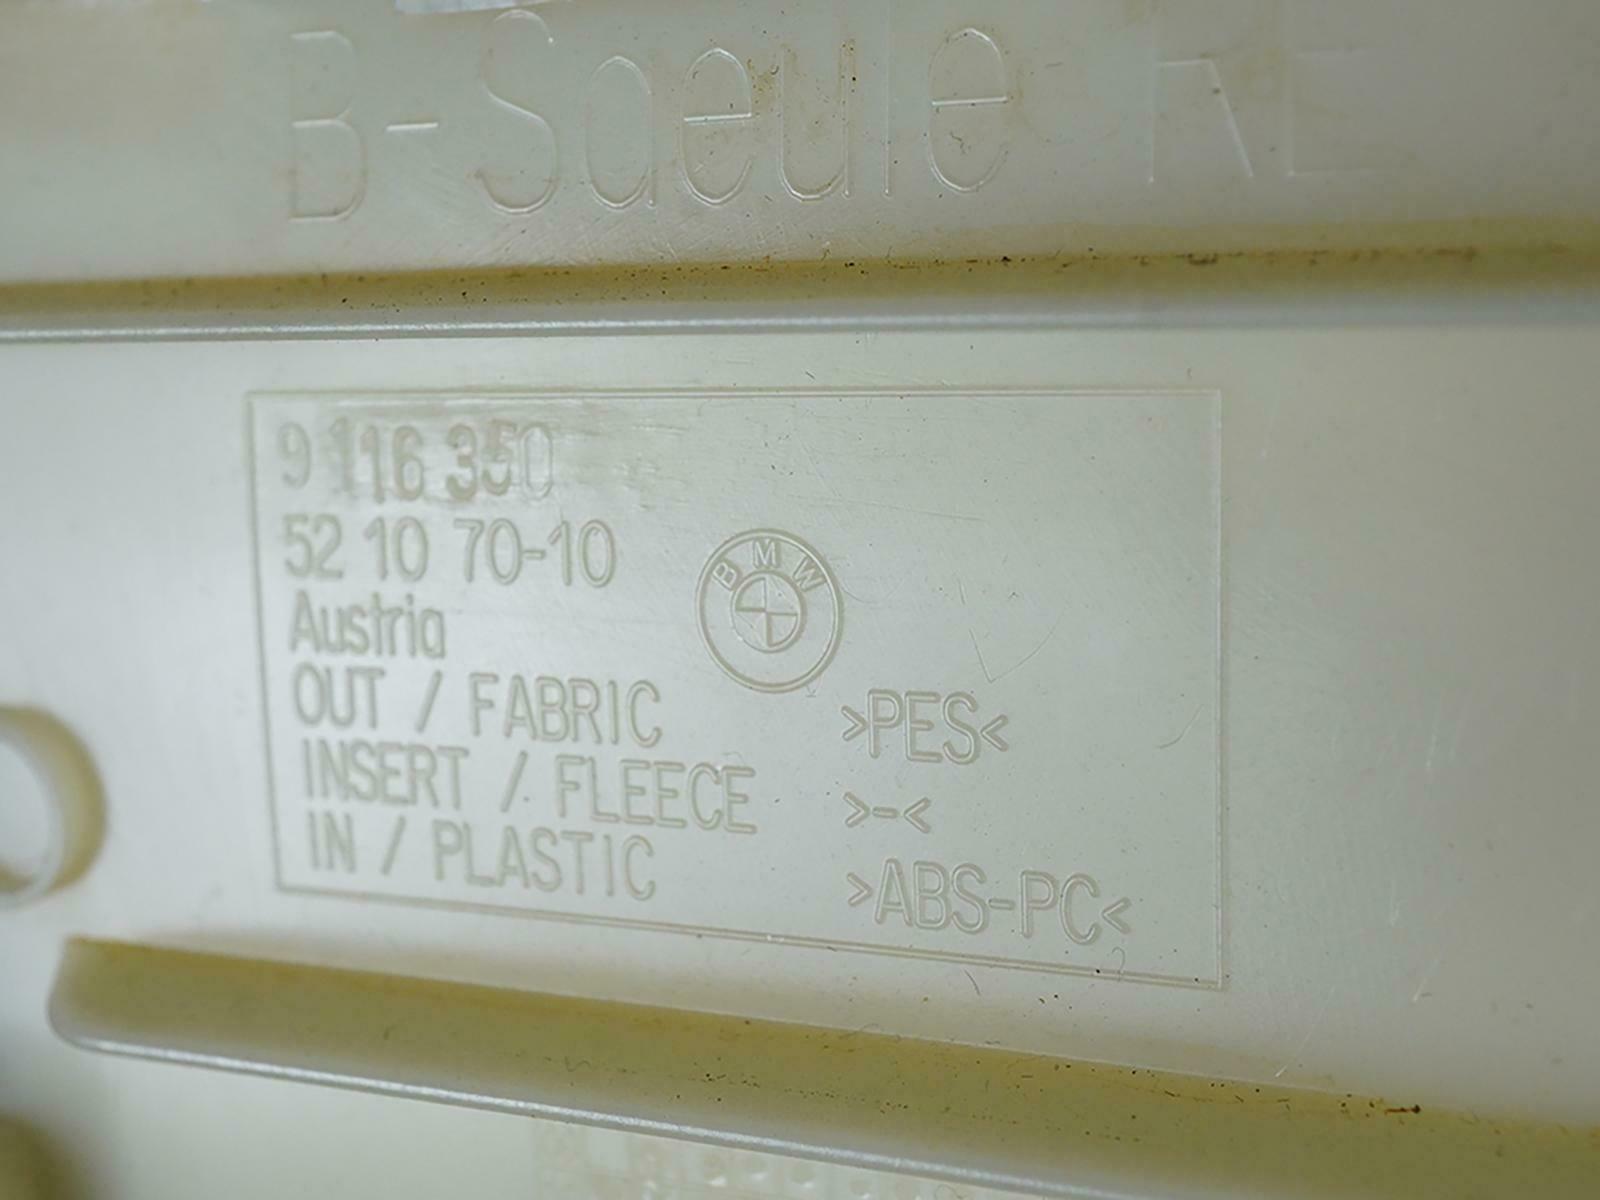 B-Saeule RE
9 116 350
52 10 70-10
BMW
Austria
OUT / FABRIC >PES<
INSERT / FLEECE >-<
IN / PLASTIC >ABS-PC<